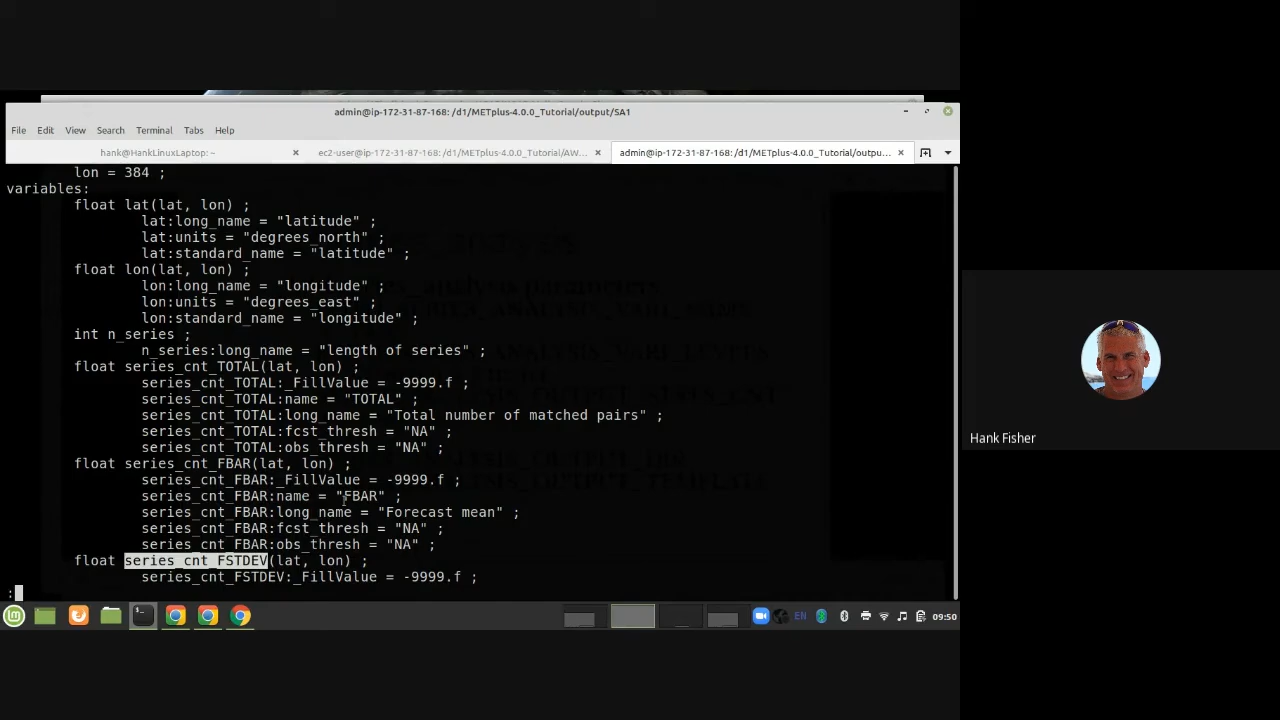 admin@ip-172-31-87-168: /d1/METplus-4.0.0_Tutorial/output/SA1
File Edit View Search Terminal Tabs Help
hank@HankLinuxLaptop: ~ × ec2-user@ip-172-31-87-168: /d1/METplus-4.0.0_Tutorial/AW... × admin@ip-172-31-87-168: /d1/METplus-4.0.0_Tutorial/outpu... ×
lon = 384 ;
variables:
float lat(lat, lon) ;
lat:long_name = "latitude" ;
lat:units = "degrees_north" ;
lat:standard_name = "latitude" ;
float lon(lat, lon) ;
lon:long_name = "longitude" ;
lon:units = "degrees_east" ;
lon:standard_name = "longitude" ;
int n_series ;
n_series:long_name = "length of series" ;
float series_cnt_TOTAL(lat, lon) ;
series_cnt_TOTAL:_FillValue = -9999.f ;
series_cnt_TOTAL:name = "TOTAL" ;
series_cnt_TOTAL:long_name = "Total number of matched pairs" ;
series_cnt_TOTAL:fcst_thresh = "NA" ;
series_cnt_TOTAL:obs_thresh = "NA" ;
float series_cnt_FBAR(lat, lon) ;
series_cnt_FBAR:_FillValue = -9999.f ;
series_cnt_FBAR:name = "FBAR" ;
series_cnt_FBAR:long_name = "Forecast mean" ;
series_cnt_FBAR:fcst_thresh = "NA" ;
series_cnt_FBAR:obs_thresh = "NA" ;
float series_cnt_FSTDEV(lat, lon) ;
series_cnt_FSTDEV:_FillValue = -9999.f ;
:
EN 09:50
Hank Fisher